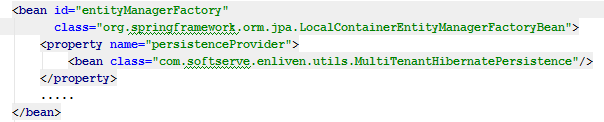 <bean id="entityManagerFactory"
class="org.springframework.orm.jpa.LocalContainerEntityManagerFactoryBean">
<property name="persistenceProvider">
<bean class="com.softserve.enliven.utils.MultiTenantHibernatePersistence"/>
</property>
.....
</bean>